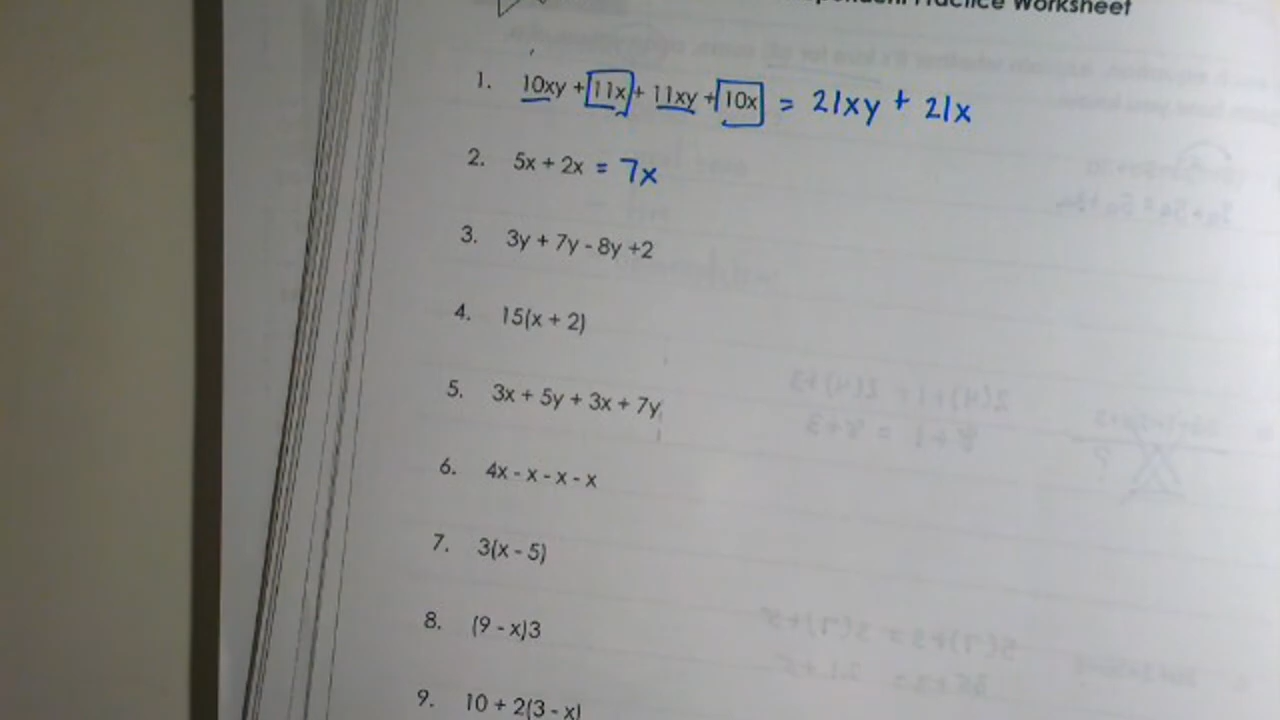 Practice Worksheet
1. 10xy + 11x + 11xy + 10x = 21xy + 21x
2. 5x + 2x = 7x
3. 3y + 7y - 8y +2
4. 15(x + 2)
5. 3x + 5y + 3x + 7y
6. 4x - x - x - x
7. 3(x - 5)
8. (9 - x)3
9. 10 + 2(3 - x)